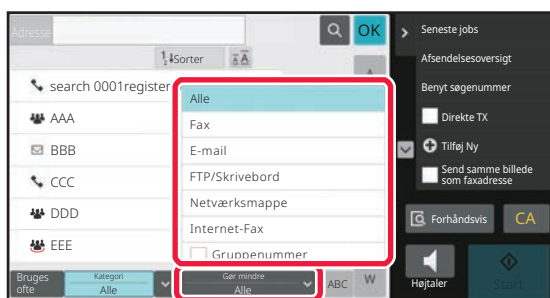 Adresse
OK
1 2 Sorter
A A
A
search 0001register
AAA
BBB
CCC
DDD
EEE
Alle
Fax
E-mail
FTP/Skrivebord
Netværksmappe
Internet-Fax
Gruppenummer
Bruges ofte
Kategori
Alle
Gør mindre
Alle
ABC
W
Seneste jobs
Afsendelsesoversigt
Benyt søgenummer
Direkte TX
Tilføj Ny
Send samme billede
som faxadresse
Forhåndsvis
CA
Højtaler
Start